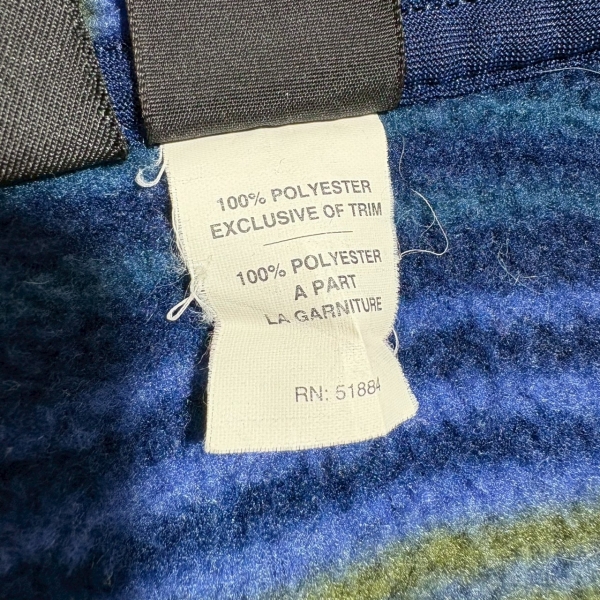 100% POLYESTER
EXCLUSIVE OF TRIM
100% POLYESTER
A PART
LA GARNITURE
RN: 51884